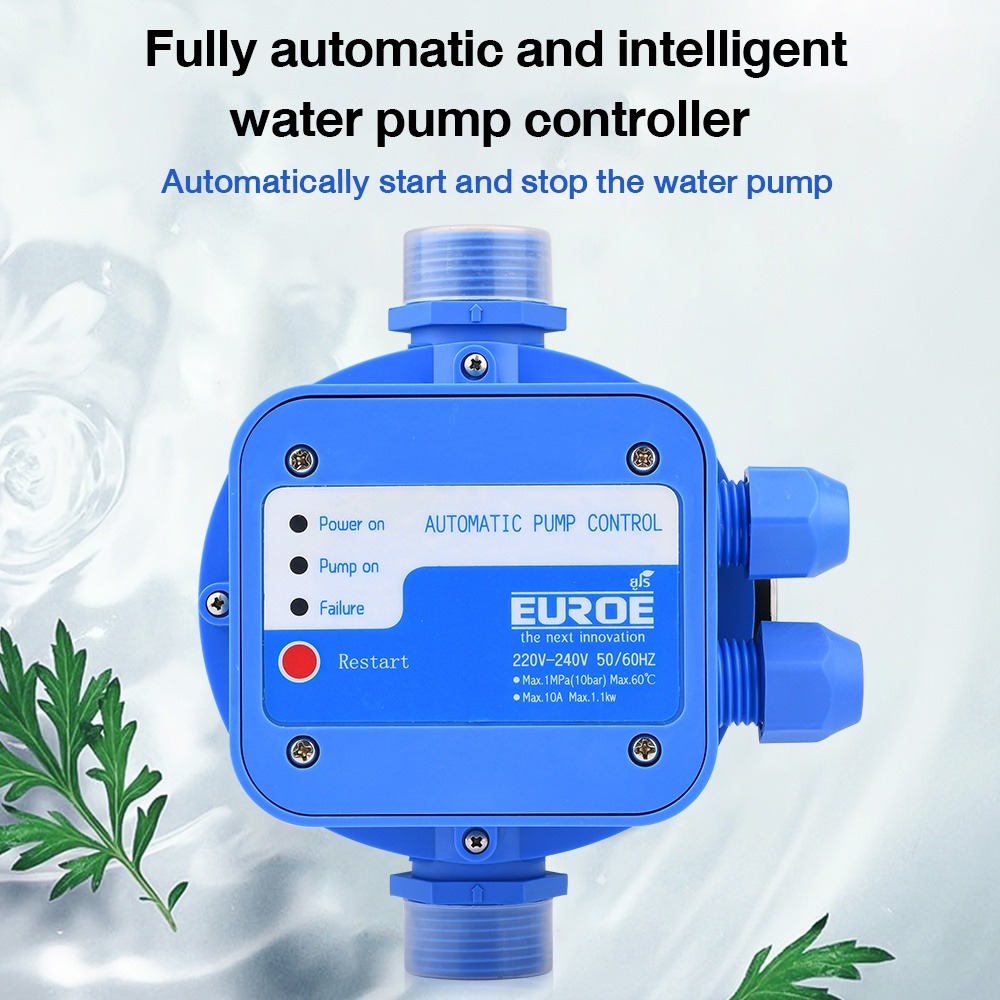 Fully automatic and intelligent
water pump controller
Automatically start and stop the water pump
Power on
AUTOMATIC PUMP CONTROL
Pump on
Failure
ยูโร
EUROE
the next innovation
Restart
220V-240V 50/60HZ
● Max.1MPa(10bar) Max.60℃
● Max.10A Max.1.1kw